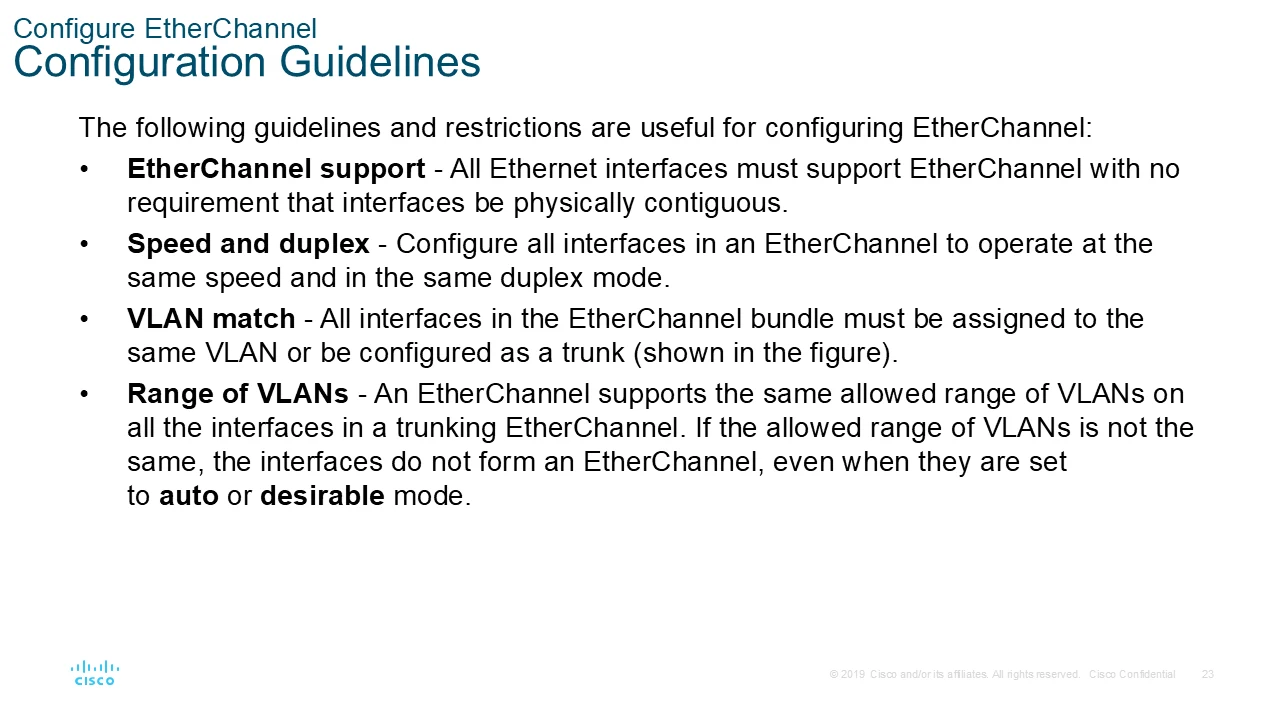 Configure EtherChannel
Configuration Guidelines
The following guidelines and restrictions are useful for configuring EtherChannel:
• EtherChannel support - All Ethernet interfaces must support EtherChannel with no
requirement that interfaces be physically contiguous.
• Speed and duplex - Configure all interfaces in an EtherChannel to operate at the
same speed and in the same duplex mode.
• VLAN match - All interfaces in the EtherChannel bundle must be assigned to the
same VLAN or be configured as a trunk (shown in the figure).
• Range of VLANs - An EtherChannel supports the same allowed range of VLANs on
all the interfaces in a trunking EtherChannel. If the allowed range of VLANs is not the
same, the interfaces do not form an EtherChannel, even when they are set
to auto or desirable mode.
CISCO
© 2019 Cisco and/or its affiliates. All rights reserved. Cisco Confidential 23